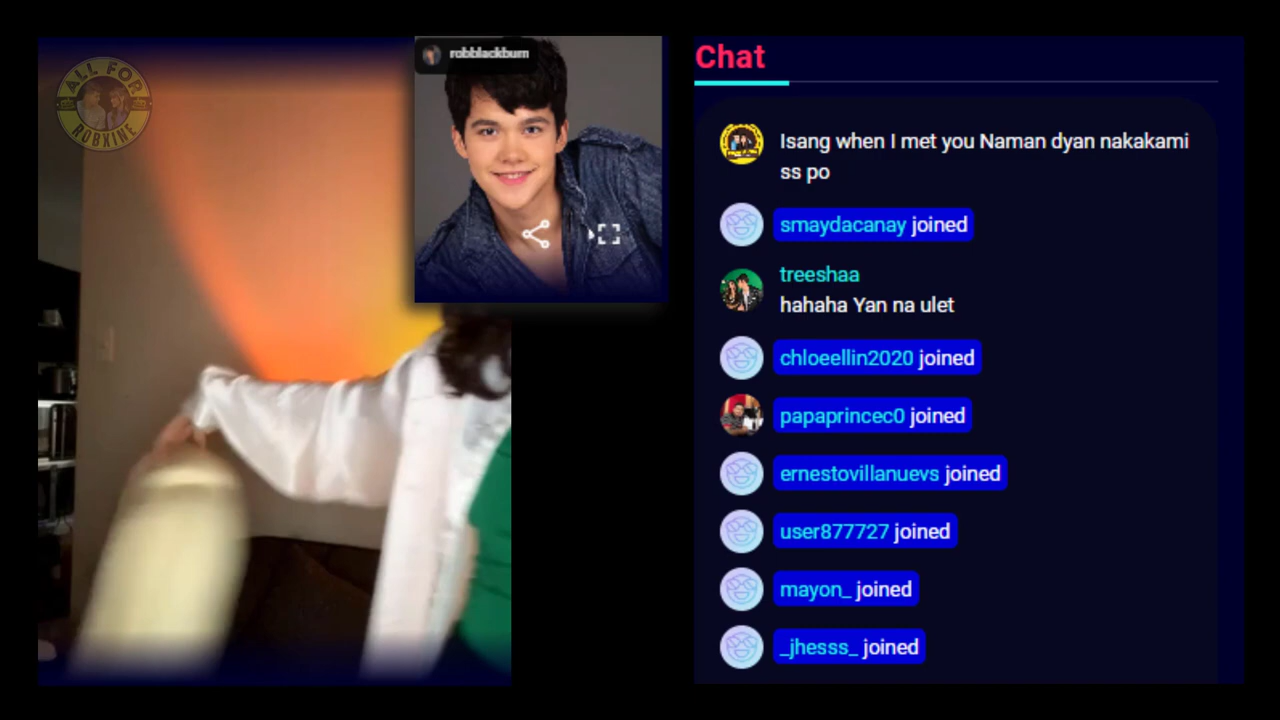 ALL FOR
ROBXINE
robblackburn
Chat
Isang when I met you Naman dyan nakakami
ss po
smaydacanay joined
treeshaa
hahaha Yan na ulet
chloeellin2020 joined
papaprincec0 joined
ernestovillanuevs joined
user877727 joined
mayon_ joined
_jhesss_ joined